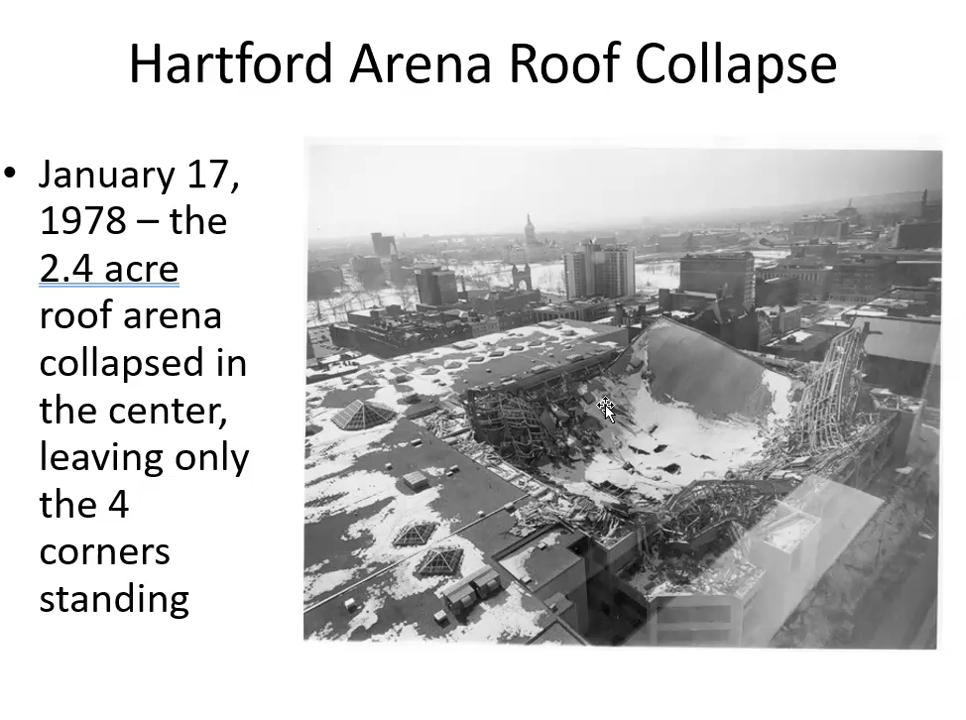 Hartford Arena Roof Collapse
• January 17,
1978 – the
2.4 acre
roof arena
collapsed in
the center,
leaving only
the 4
corners
standing